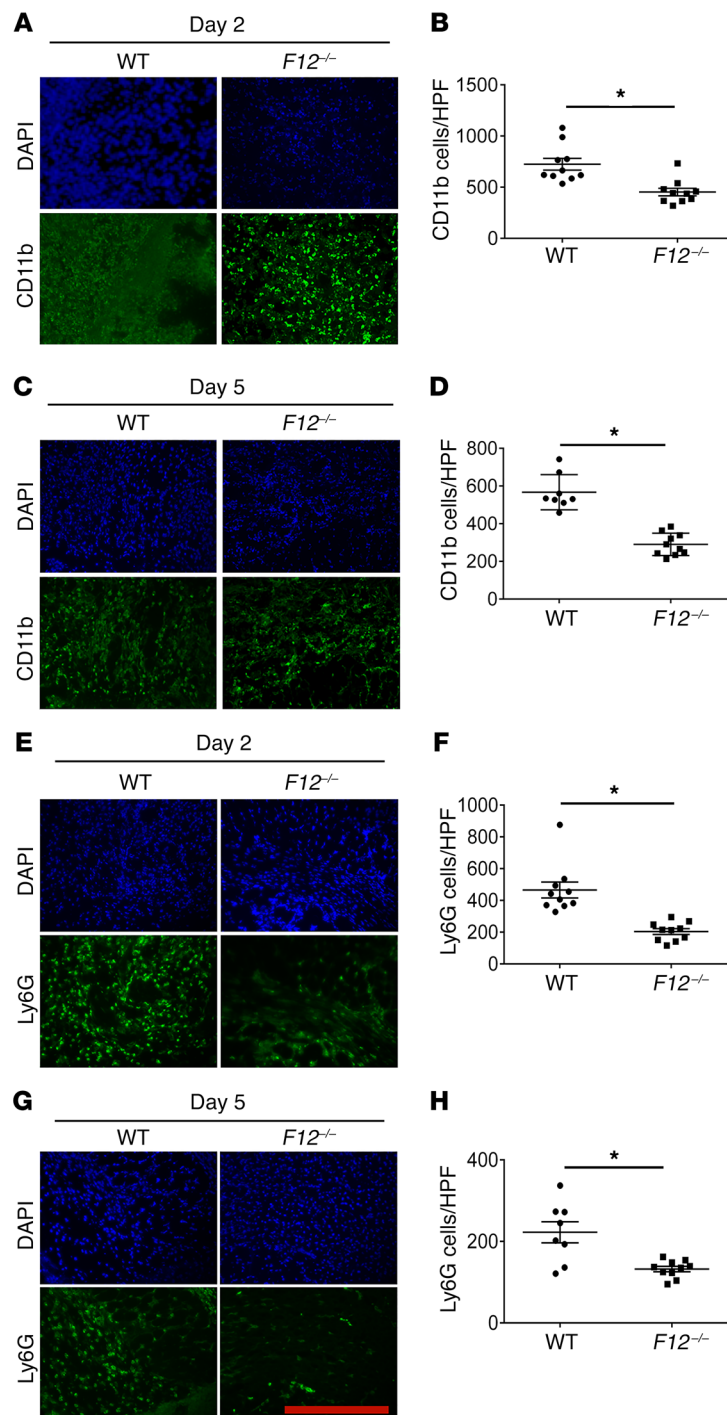 A
Day 2
WT
F12–/–
DAPI
CD11b
B
CD11b cells/HPF
1500
1000
500
0
*
WT
F12–/–
C
Day 5
WT
F12–/–
DAPI
CD11b
D
CD11b cells/HPF
800
600
400
200
0
*
WT
F12–/–
E
Day 2
WT
F12–/–
DAPI
Ly6G
F
Ly6G cells/HPF
1000
800
600
400
200
0
*
WT
F12–/–
G
Day 5
WT
F12–/–
DAPI
Ly6G
H
Ly6G cells/HPF
400
200
0
*
WT
F12–/–